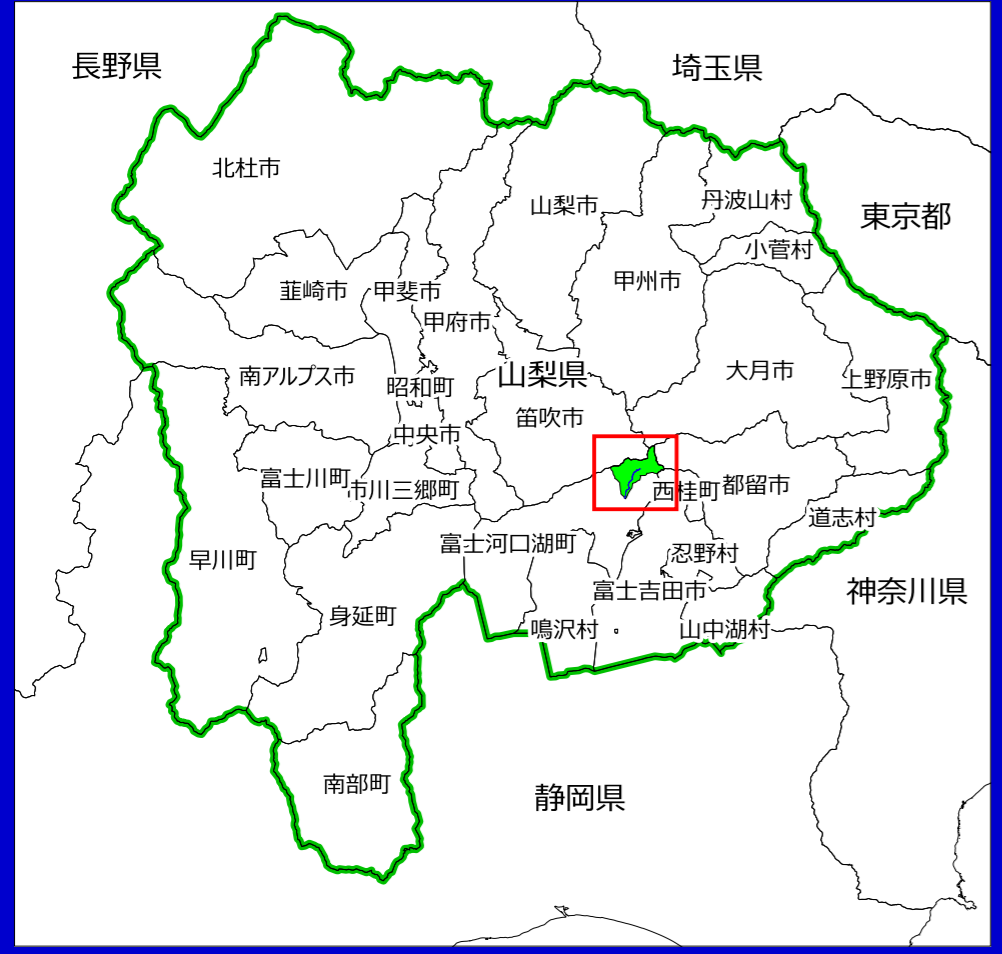 長野県
埼玉県
北杜市
丹波山村
山梨市
東京都
小菅村
甲州市
韮崎市
甲斐市
甲府市
大月市
山梨県
南アルプス市
上野原市
昭和町
笛吹市
中央市
富士川町
市川三郷町
西桂町
都留市
道志村
富士河口湖町
忍野村
早川町
富士吉田市
神奈川県
身延町
鳴沢村
山中湖村
南部町
静岡県